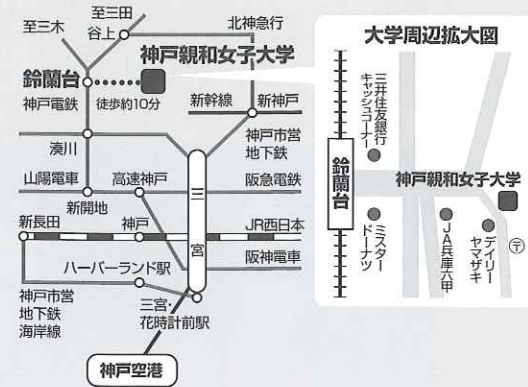 至三田
至三木
谷上
北神急行
神戸親和女子大学
鈴蘭台
神戸電鉄
徒歩約10分
新幹線
新神戸
湊川
神戸市営
地下鉄
山陽電車
高速神戸
阪急電鉄
三宮
新開地
新長田
神戸
JR西日本
ハーバーランド駅
阪神電車
神戸市営
地下鉄
海岸線
三宮・
花時計前駅
神戸空港
大学周辺拡大図
三井住友銀行
キャッシュコーナー
鈴蘭台
神戸親和女子大学
ミスター
ドーナツ
JA兵庫六甲
デイリー
ヤマザキ
〒